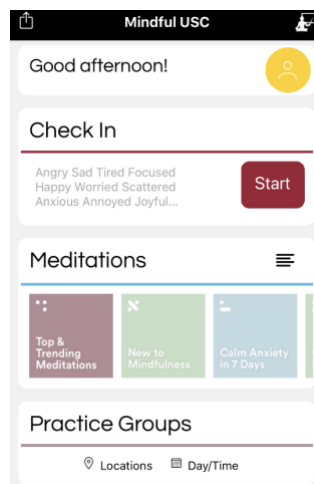 Mindful USC
Good afternoon!
Check In
Angry Sad Tired Focused
Happy Worried Scattered
Anxious Annoyed Joyful...
Start
Meditations
Top &
Trending
Meditations
New to
Mindfulness
Calm Anxiety
in 7 Days
Practice Groups
Locations
Day/Time